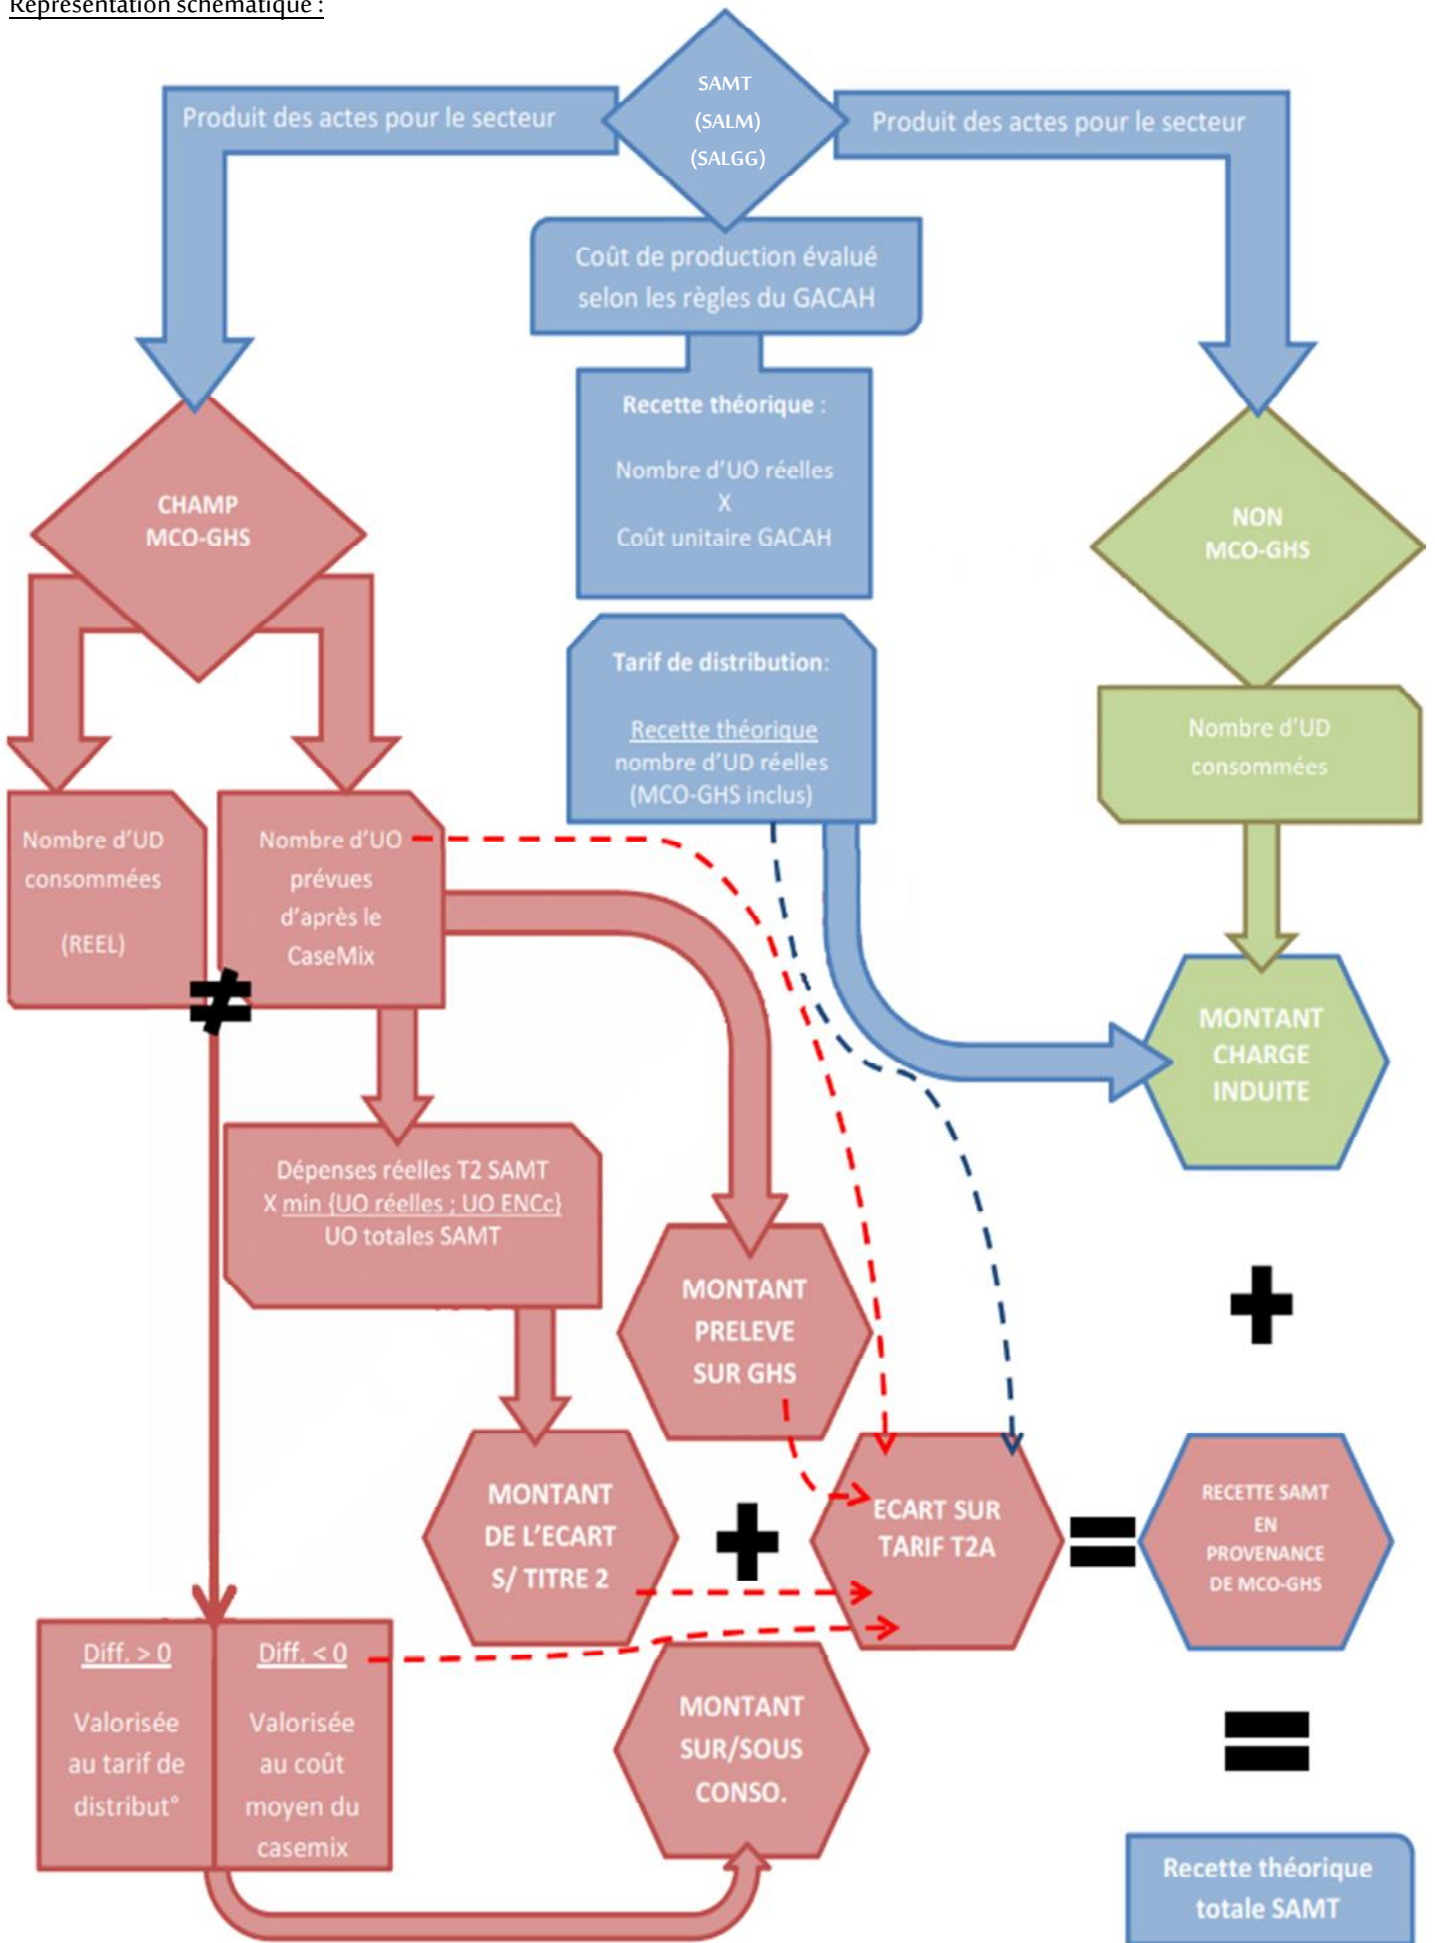 Représentation schématique :
SAMT
(SALM)
(SALGG)
Produit des actes pour le secteur
Produit des actes pour le secteur
Coût de production évalué
selon les règles du GACAH
Recette théorique :
Nombre d'UO réelles
X
Coût unitaire GACAH
CHAMP
MCO-GHS
NON
MCO-GHS
Tarif de distribution:
Recette théorique
nombre d'UD réelles
(MCO-GHS inclus)
Nombre d'UD
consommées
Nombre d'UD
consommées
(REEL)
Nombre d'UO
prévues
d'après le
CaseMix
≠
MONTANT
CHARGE
INDUITE
Dépenses réelles T2 SAMT
X min {UO réelles ; UO ENCc}
UO totales SAMT
MONTANT
PRELEVE
SUR GHS
+
MONTANT
DE L'ECART
S/ TITRE 2
+
ECART SUR
TARIF T2A
=
RECETTE SAMT
EN
PROVENANCE
DE MCO-GHS
Diff. > 0
Valorisée
au tarif de
distribut°
Diff. < 0
Valorisée
au coût
moyen du
casemix
MONTANT
SUR/SOUS
CONSO.
=
Recette théorique
totale SAMT